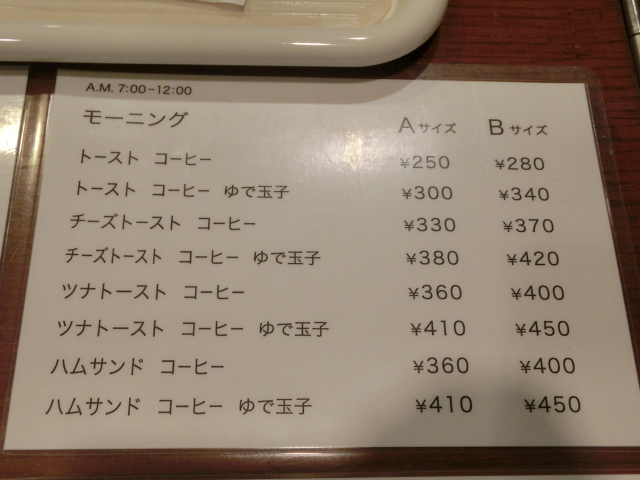 A.M. 7:00-12:00
モーニング Aサイズ Bサイズ
トースト コーヒー ¥250 ¥280
トースト コーヒー ゆで玉子 ¥300 ¥340
チーズトースト コーヒー ¥330 ¥370
チーズトースト コーヒー ゆで玉子 ¥380 ¥420
ツナトースト コーヒー ¥360 ¥400
ツナトースト コーヒー ゆで玉子 ¥410 ¥450
ハムサンド コーヒー ¥360 ¥400
ハムサンド コーヒー ゆで玉子 ¥410 ¥450